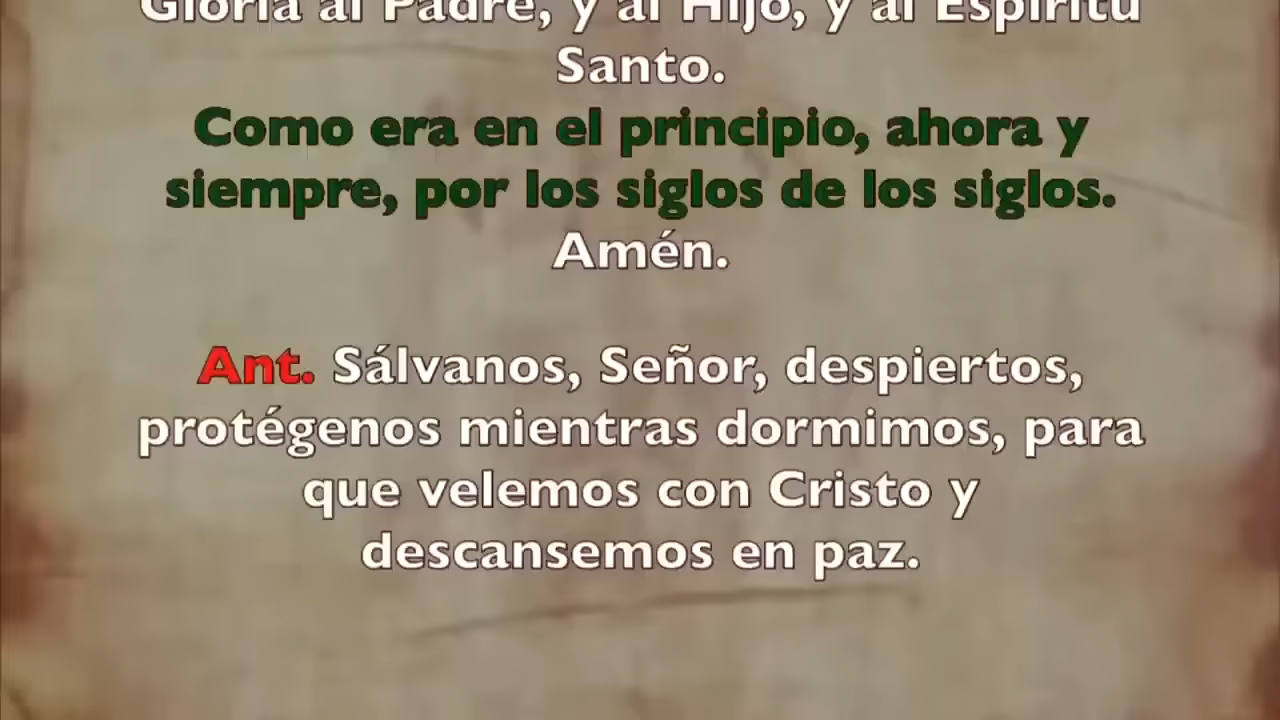 Gloria al Padre, y al Hijo, y al Espíritu
Santo.
Como era en el principio, ahora y
siempre, por los siglos de los siglos.
Amén.
Ant. Sálvanos, Señor, despiertos,
protégenos mientras dormimos, para
que velemos con Cristo y
descansemos en paz.